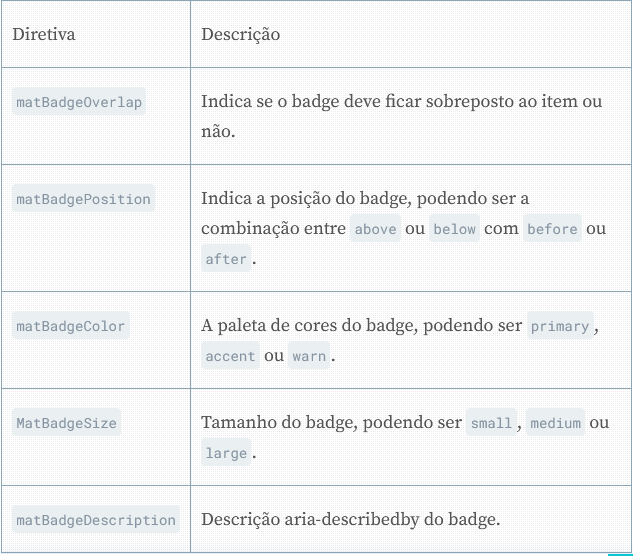 Diretiva
Descrição
matBadgeOverlap
Indica se o badge deve ficar sobreposto ao item ou
não.
matBadgePosition
Indica a posição do badge, podendo ser a
combinação entre above ou below com before ou
after.
matBadgeColor
A paleta de cores do badge, podendo ser primary,
accent ou warn.
MatBadgeSize
Tamanho do badge, podendo ser small, medium ou
large.
matBadgeDescription
Descrição aria-describedby do badge.